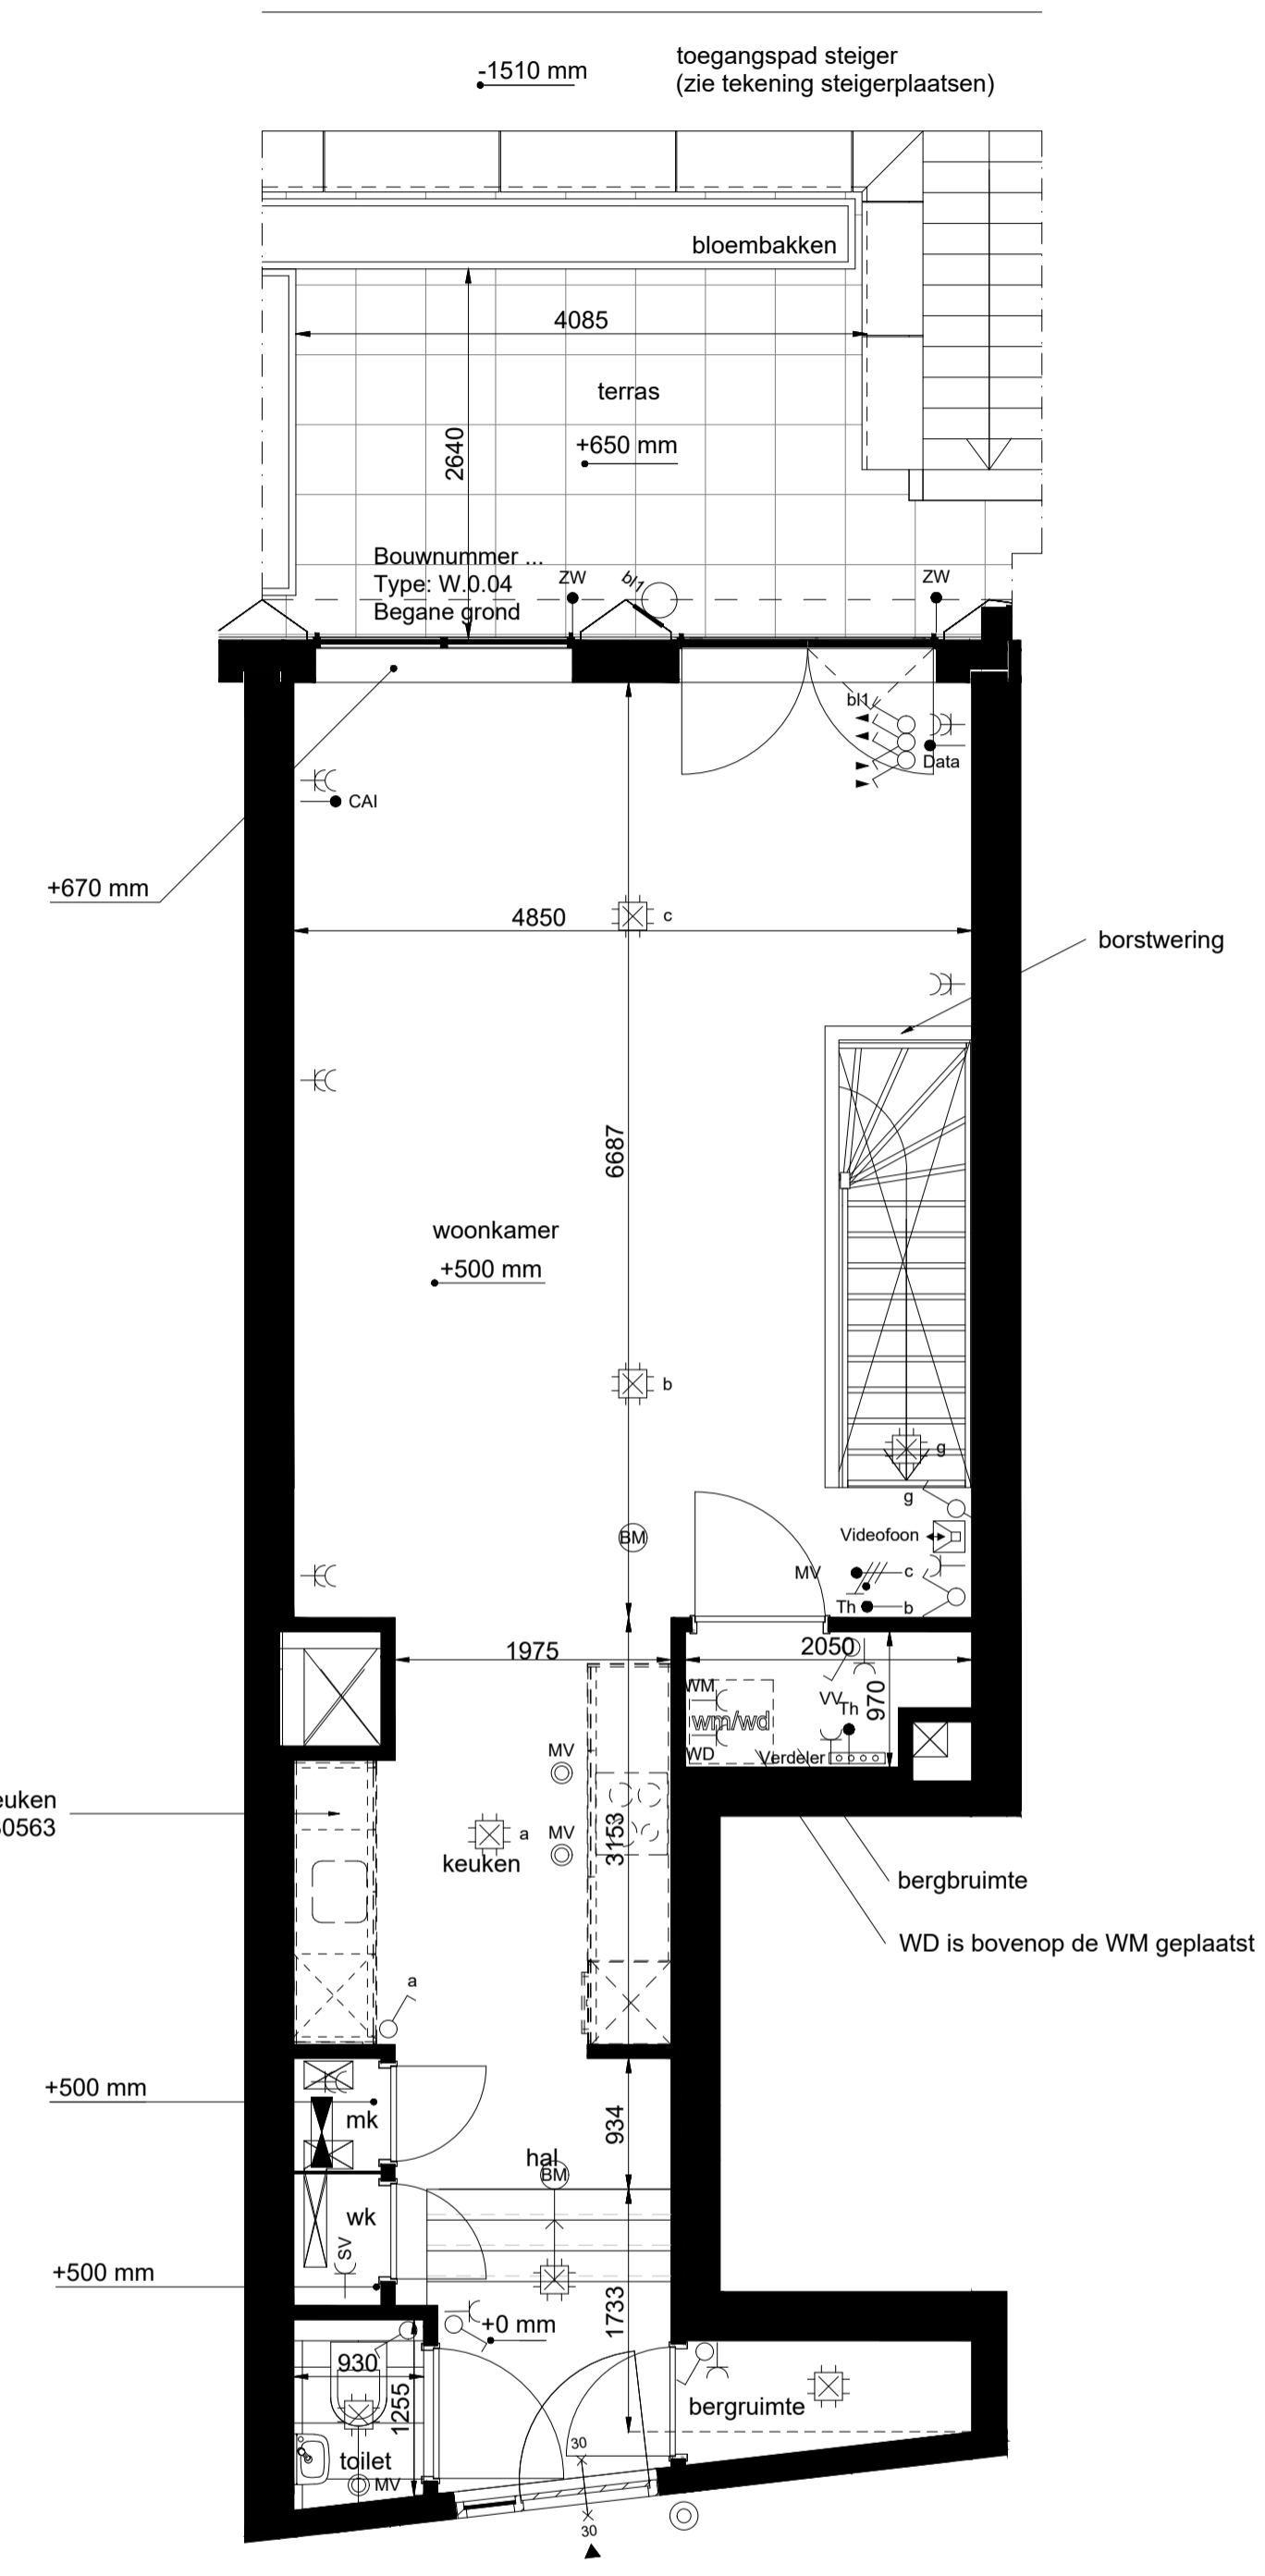 -1510 mm
toegangspad steiger
(zie tekening steigerplaatsen)
bloembakken
4085
terras
+650 mm
2640
Bouwnummer ...
Type: W.0.04
Begane grond
ZW
bl1
ZW
bl1
Data
CAI
+670 mm
4850
c
borstwering
6687
woonkamer
+500 mm
b
g
g
Videofoon
BM
MV
c
Th
b
1975
2050
WM
VV
Th
970
wm/wd
WD
Verdeler
MV
euken
a
MV
3153
keuken
bergbruimte
WD is bovenop de WM geplaatst
a
+500 mm
mk
934
hal
BM
wk
SV
+500 mm
1733
+0 mm
930
1255
bergruimte
toilet
MV
30
30